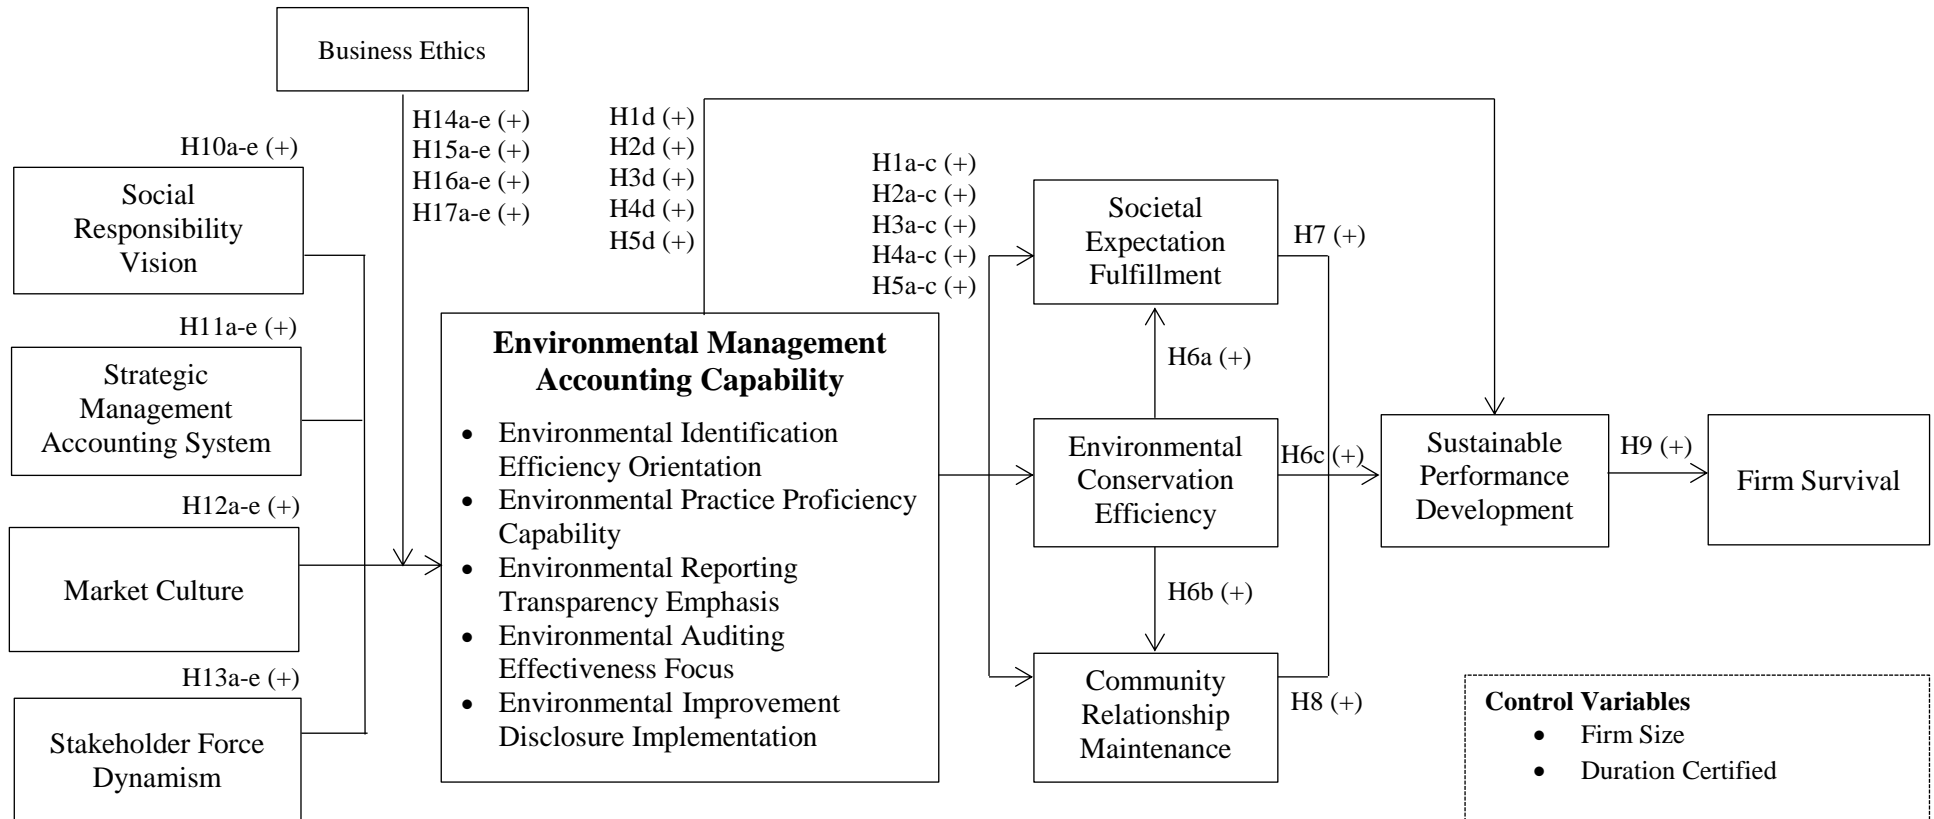 Business Ethics
H14a-e (+)
H15a-e (+)
H16a-e (+)
H17a-e (+)
H1d (+)
H2d (+)
H3d (+)
H4d (+)
H5d (+)
H1a-c (+)
H2a-c (+)
H3a-c (+)
H4a-c (+)
H5a-c (+)
H10a-e (+)
Social
Responsibility
Vision
H11a-e (+)
Strategic
Management
Accounting System
H12a-e (+)
Market Culture
H13a-e (+)
Stakeholder Force
Dynamism
Environmental Management
Accounting Capability
• Environmental Identification
Efficiency Orientation
• Environmental Practice Proficiency
Capability
• Environmental Reporting
Transparency Emphasis
• Environmental Auditing
Effectiveness Focus
• Environmental Improvement
Disclosure Implementation
Societal
Expectation
Fulfillment
H7 (+)
H6a (+)
Environmental
Conservation
Efficiency
H6c (+)
H6b (+)
Community
Relationship
Maintenance
H8 (+)
Sustainable
Performance
Development
H9 (+)
Firm Survival
Control Variables
• Firm Size
• Duration Certified